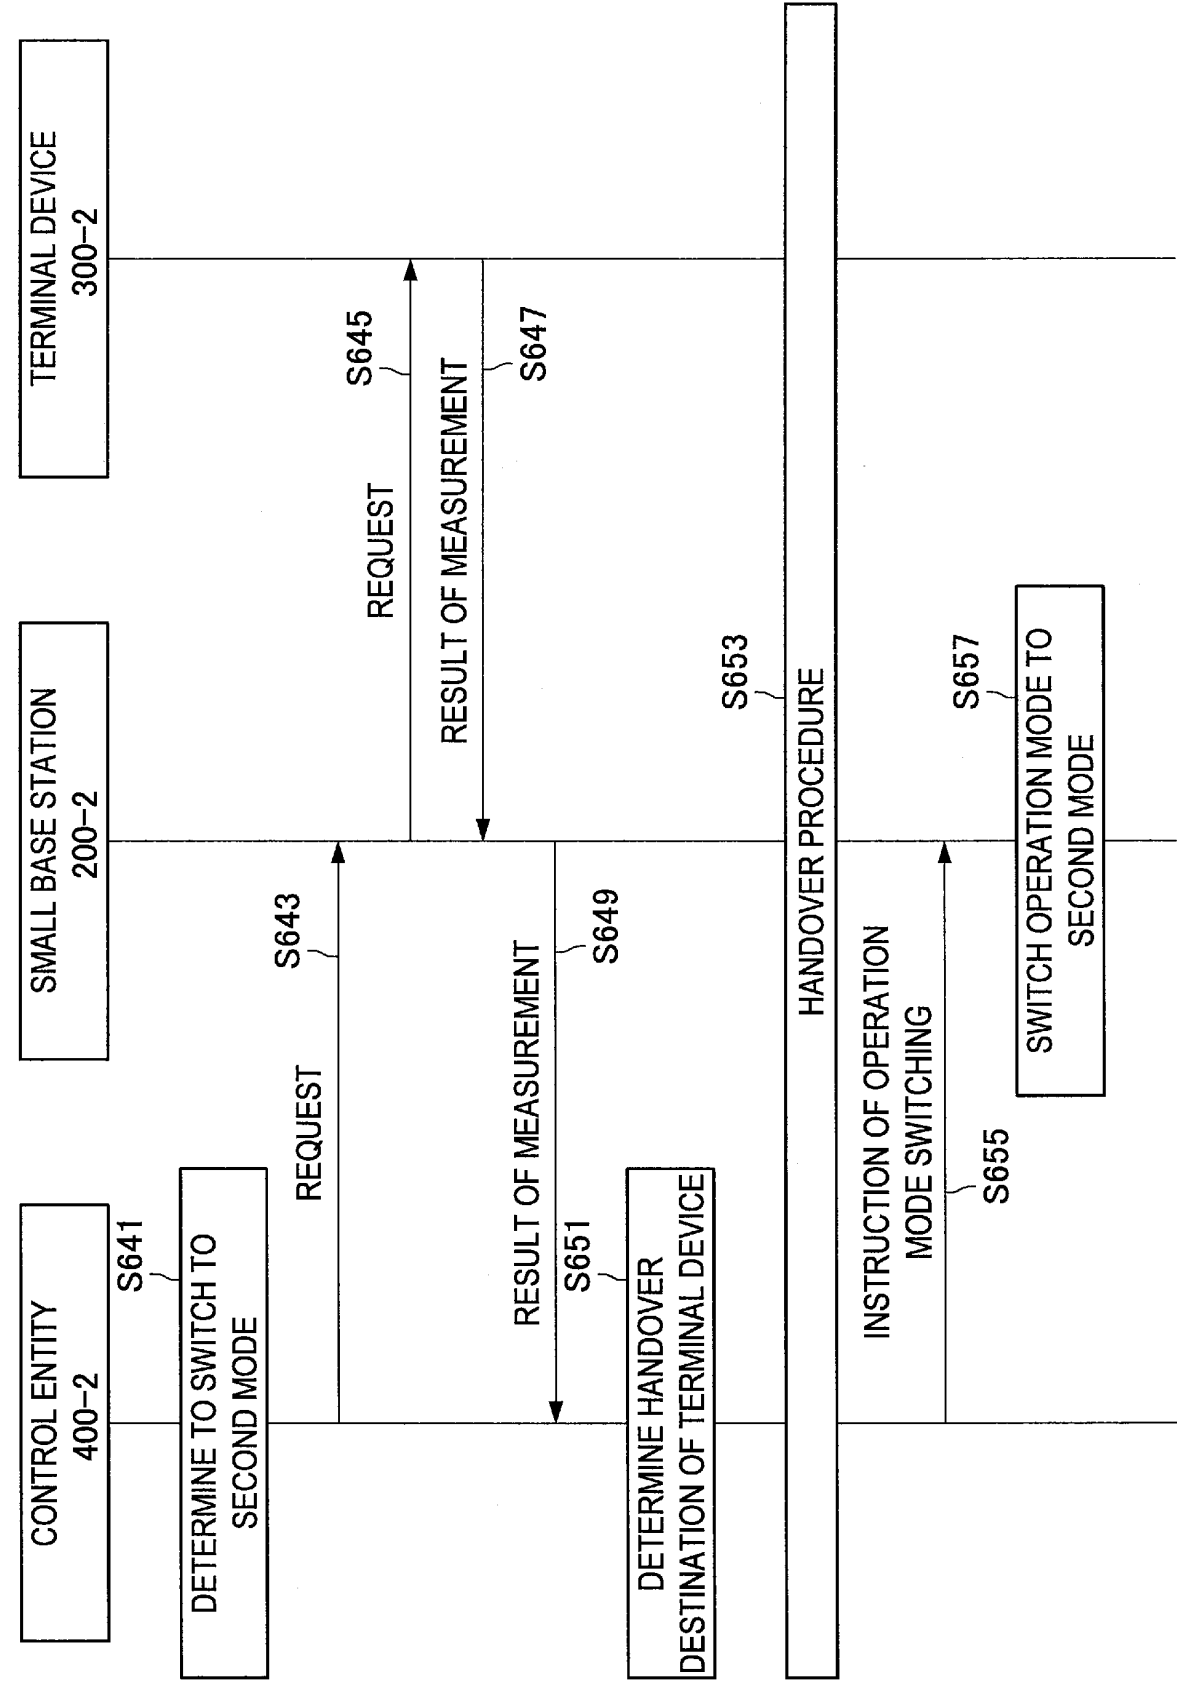 CONTROL ENTITY
400-2
SMALL BASE STATION
200-2
TERMINAL DEVICE
300-2
S641
DETERMINE TO SWITCH TO
SECOND MODE
REQUEST
S643
REQUEST
S645
RESULT OF MEASUREMENT
S647
RESULT OF MEASUREMENT
S649
S651
DETERMINE HANDOVER
DESTINATION OF TERMINAL DEVICE
S653
HANDOVER PROCEDURE
INSTRUCTION OF OPERATION
MODE SWITCHING
S655
S657
SWITCH OPERATION MODE TO
SECOND MODE